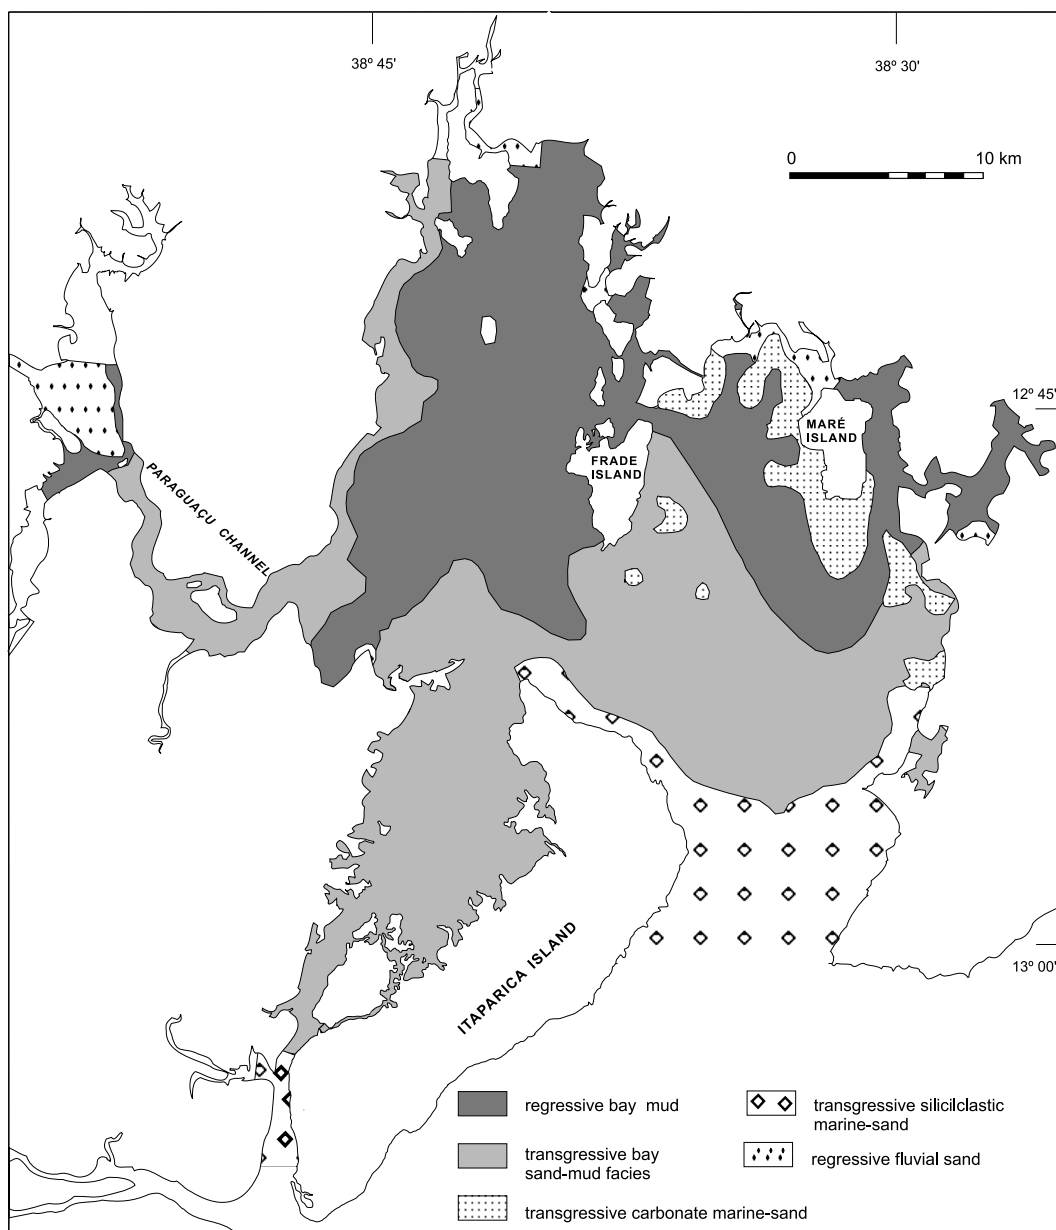 38º 45'
38º 30'
0 10 km
12º 45'
MARÉ
ISLAND
FRADE
ISLAND
PARAGUAÇU CHANNEL
ITAPARICA ISLAND
13º 00'
regressive bay mud
transgressive bay
sand-mud facies
transgressive carbonate marine-sand
transgressive silicilclastic
marine-sand
regressive fluvial sand